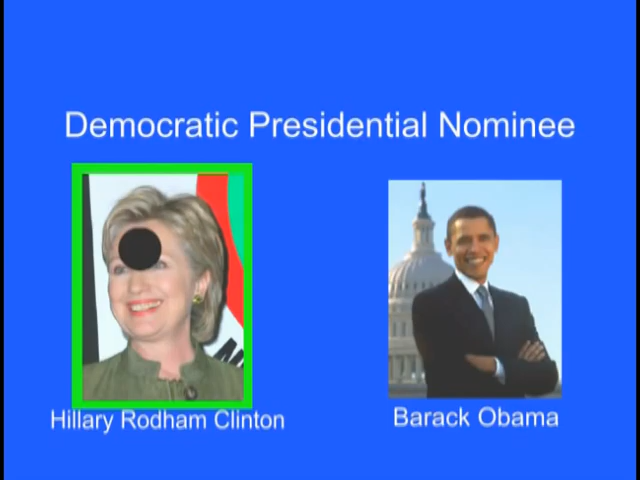 Democratic Presidential Nominee
Hillary Rodham Clinton
Barack Obama